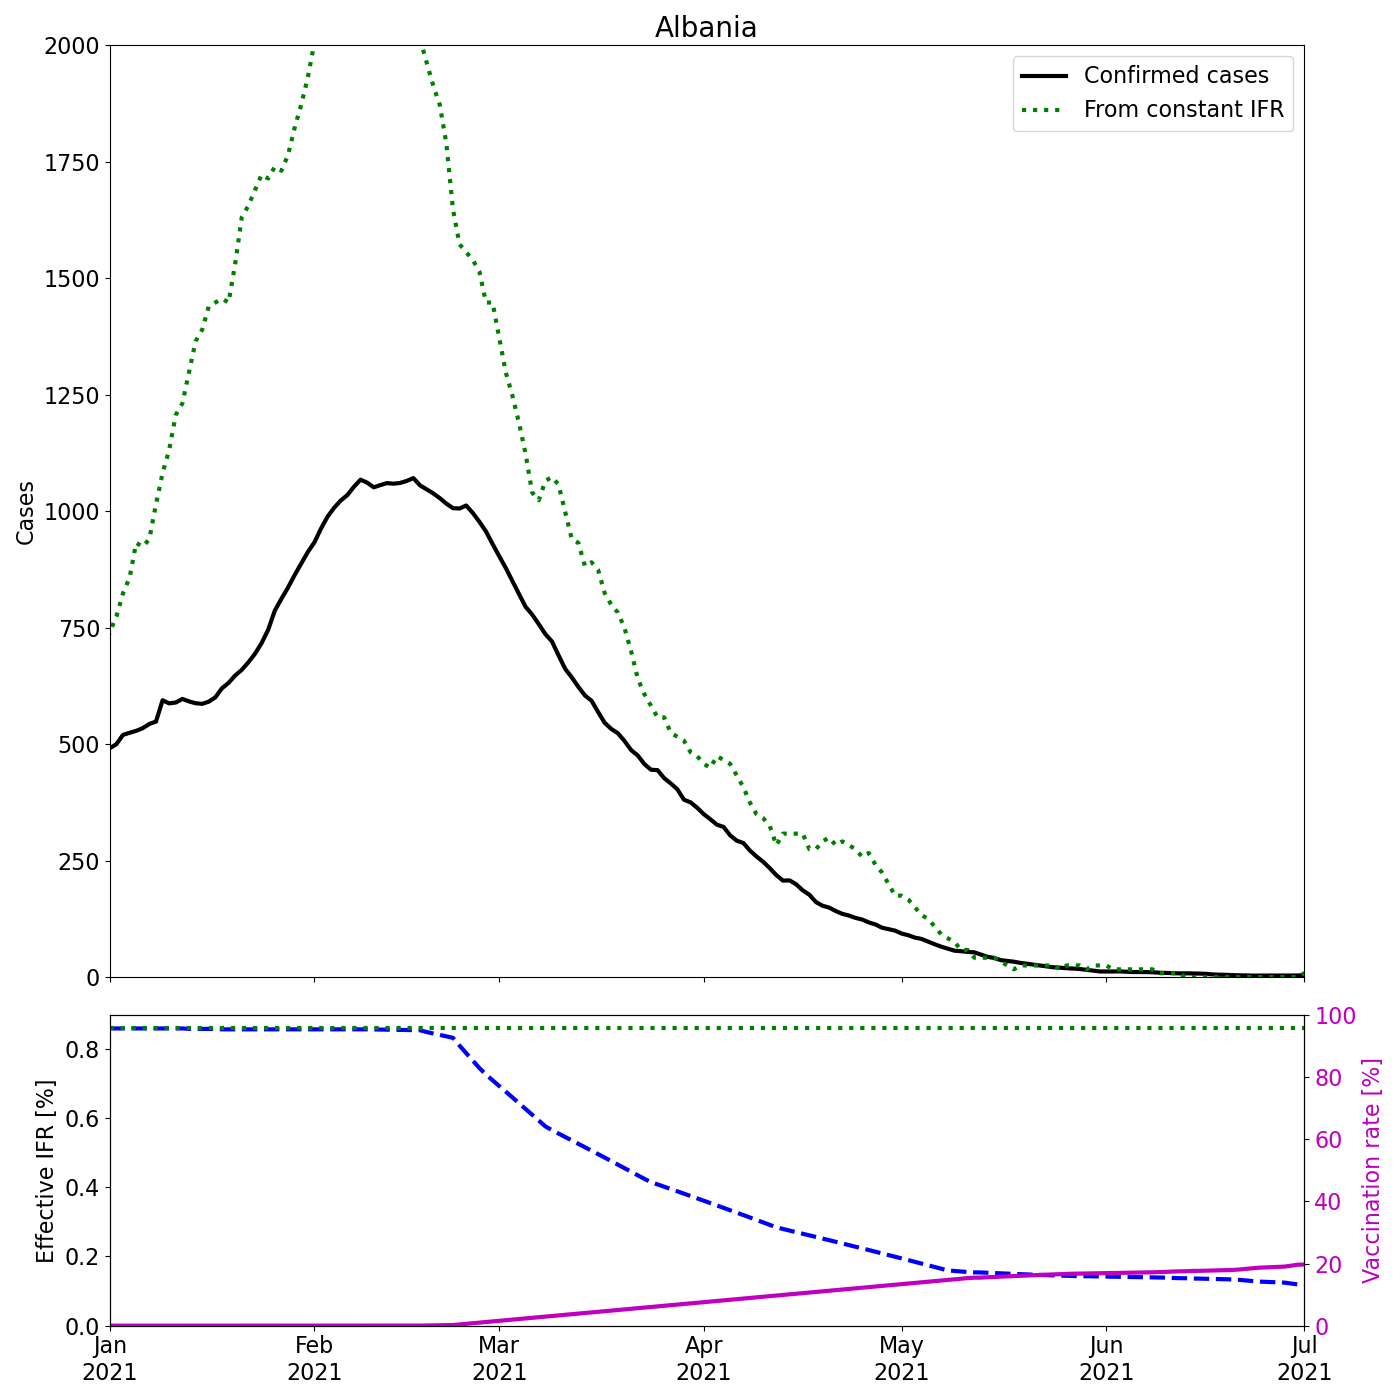 Albania
2000
1750
1500
1250
1000
750
500
250
0
Cases
Confirmed cases
From constant IFR
0.8
0.6
0.4
0.2
0.0
Effective IFR [%]
100
80
60
40
20
0
Vaccination rate [%]
Jan Feb Mar Apr May Jun Jul
2021 2021 2021 2021 2021 2021 2021